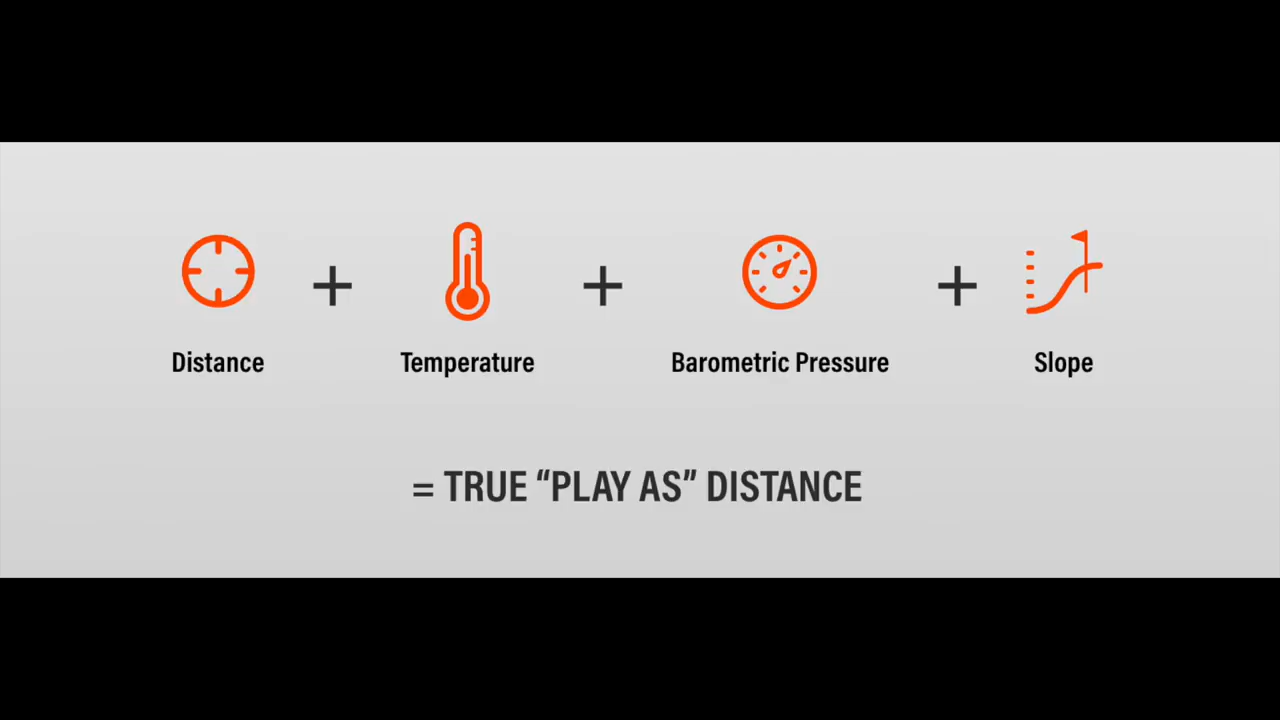 Distance + Temperature + Barometric Pressure + Slope
= TRUE “PLAY AS” DISTANCE